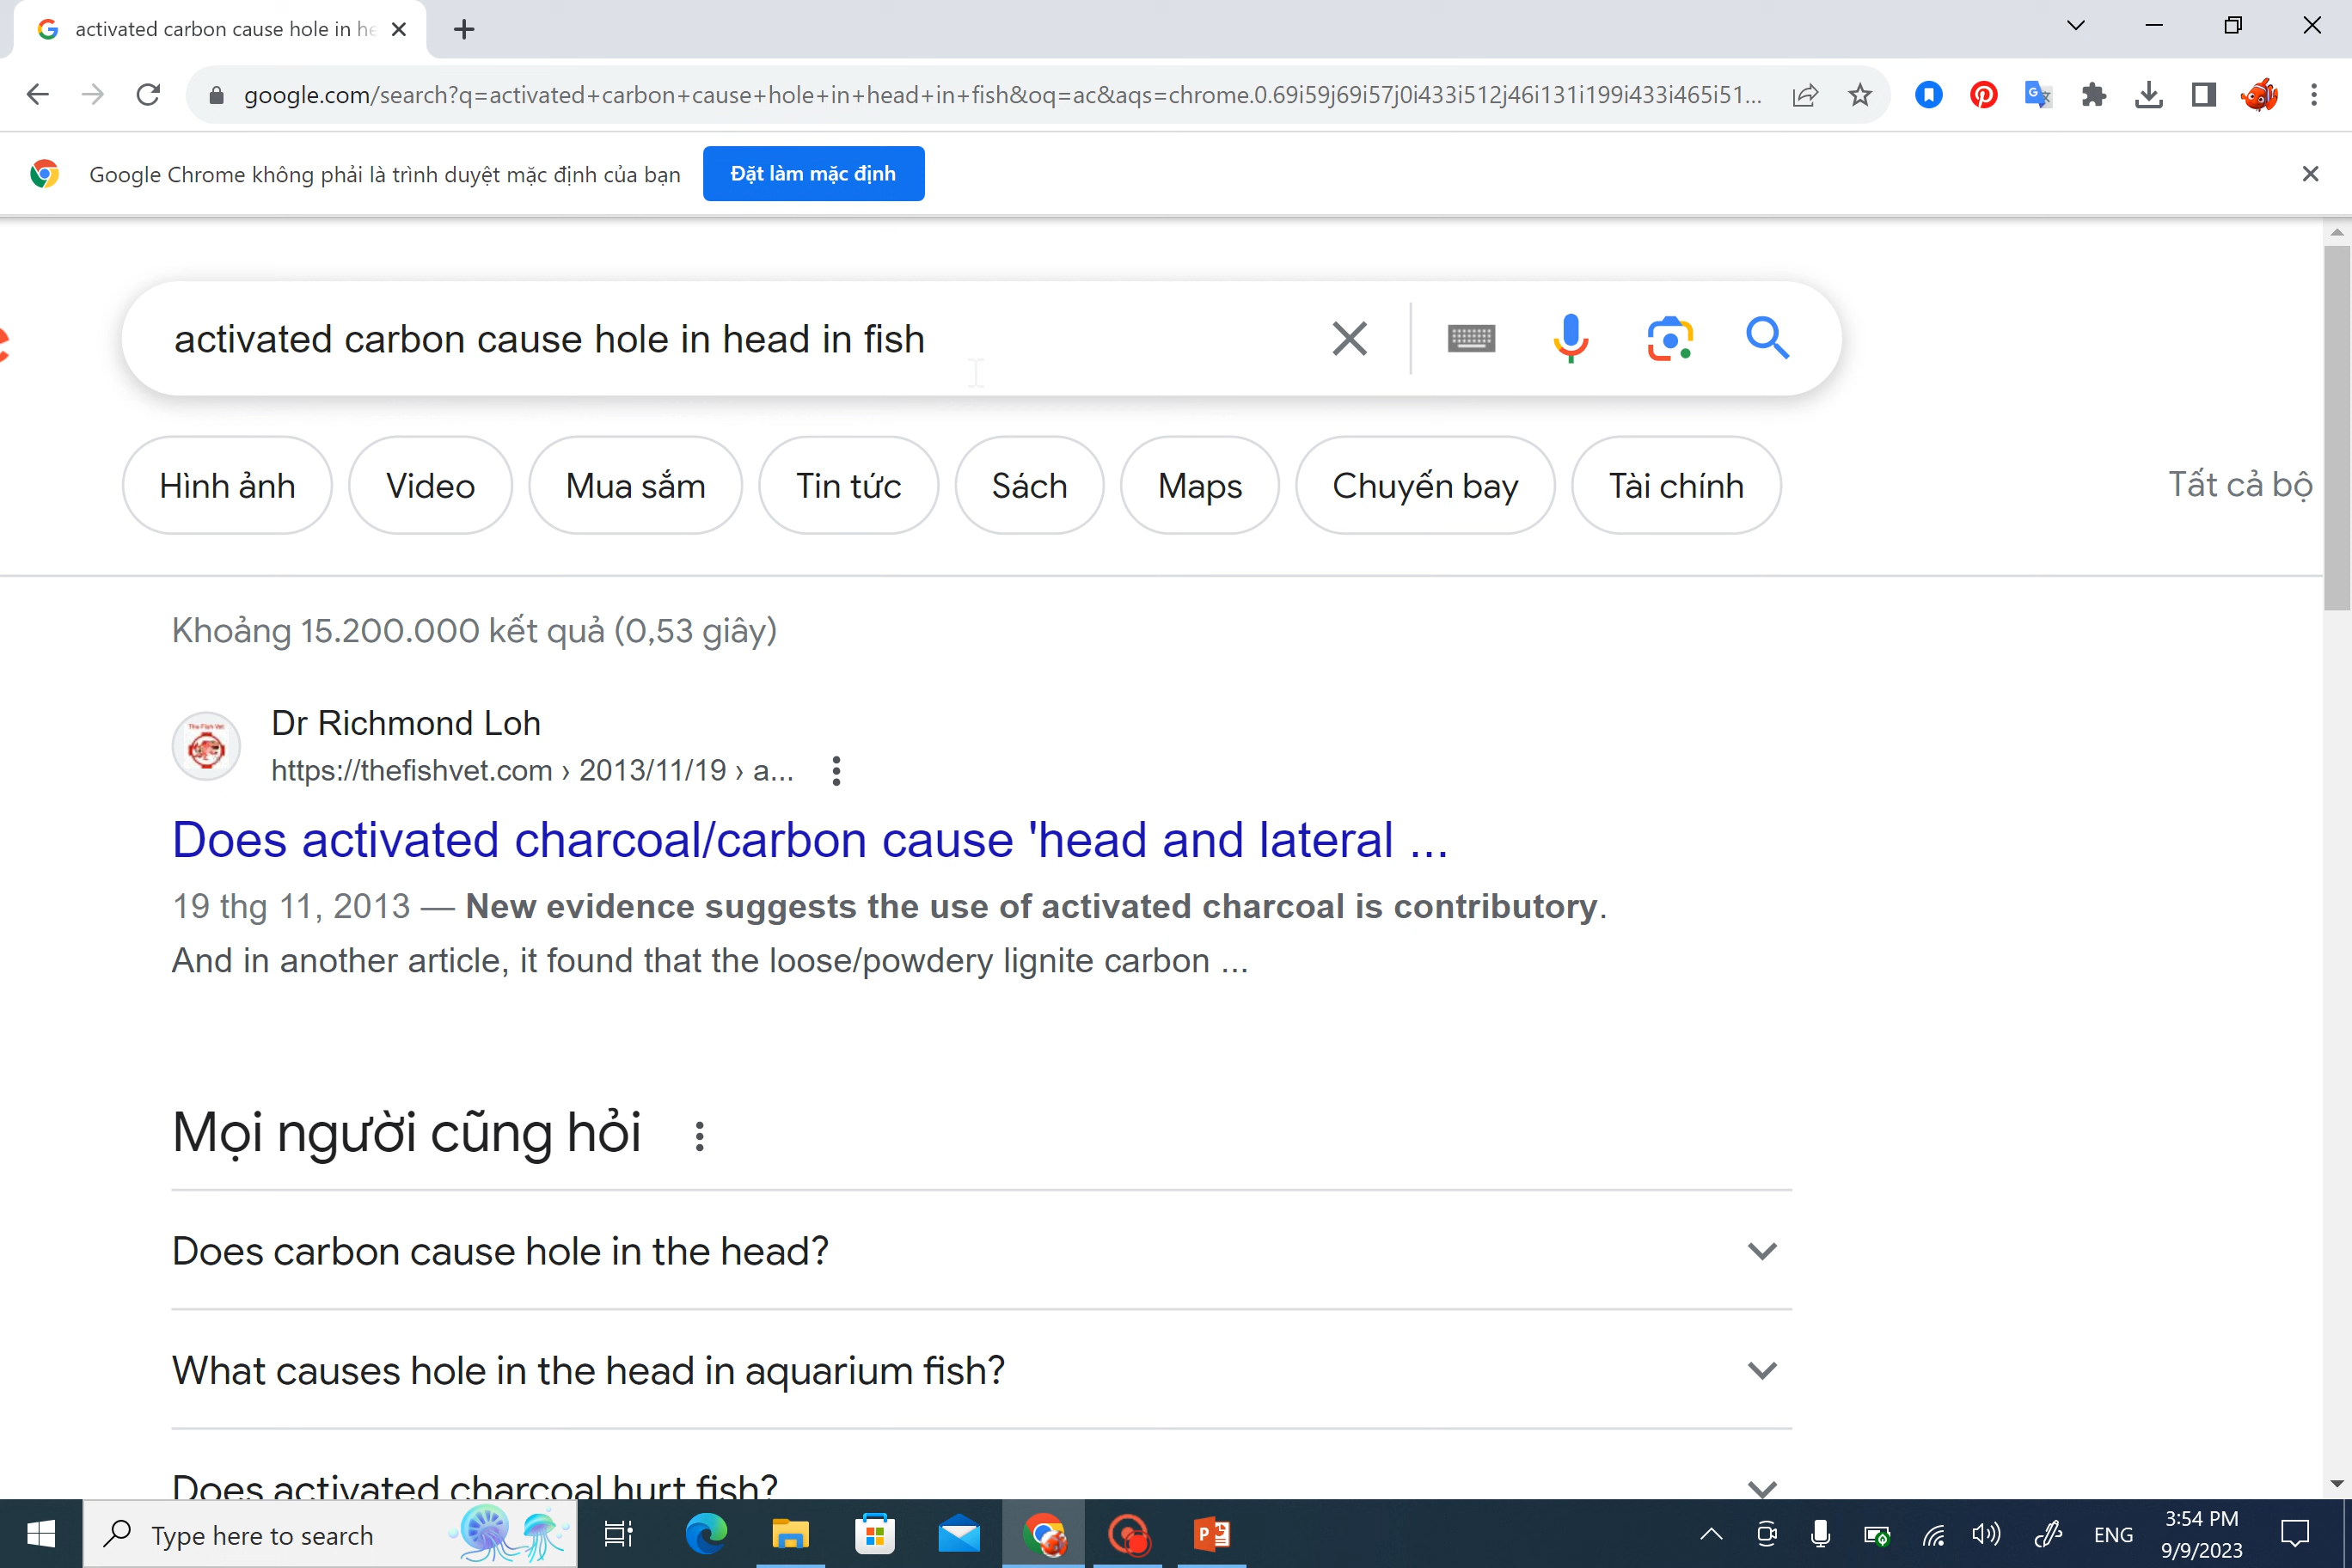 activated carbon cause hole in he
google.com/search?q=activated+carbon+cause+hole+in+head+in+fish&oq=ac&aqs=chrome.0.69i59j69i57j0i433i512j46i131i199i433i465i51...
Google Chrome không phải là trình duyệt mặc định của bạn
Đặt làm mặc định
activated carbon cause hole in head in fish
Hình ảnh
Video
Mua sắm
Tin tức
Sách
Maps
Chuyến bay
Tài chính
Tất cả bộ
Khoảng 15.200.000 kết quả (0,53 giây)
Dr Richmond Loh
https://thefishvet.com › 2013/11/19 › a...
Does activated charcoal/carbon cause 'head and lateral ...
19 thg 11, 2013 — New evidence suggests the use of activated charcoal is contributory.
And in another article, it found that the loose/powdery lignite carbon ...
Mọi người cũng hỏi
Does carbon cause hole in the head?
What causes hole in the head in aquarium fish?
Does activated charcoal hurt fish?
Type here to search
ENG
3:54 PM
9/9/2023